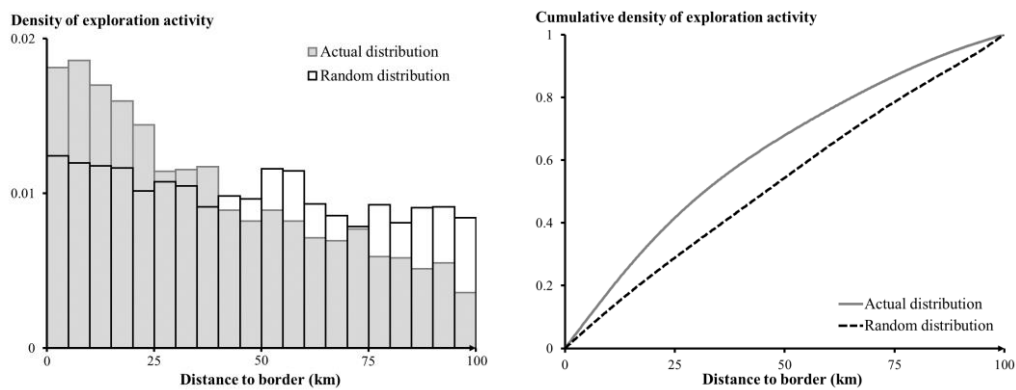 Density of exploration activity
0.02
Actual distribution
Random distribution
0.01
0
0
25
50
75
100
Distance to border (km)
Cumulative density of exploration activity
1
0.8
0.6
0.4
0.2
0
Actual distribution
Random distribution
0
25
50
75
100
Distance to border (km)